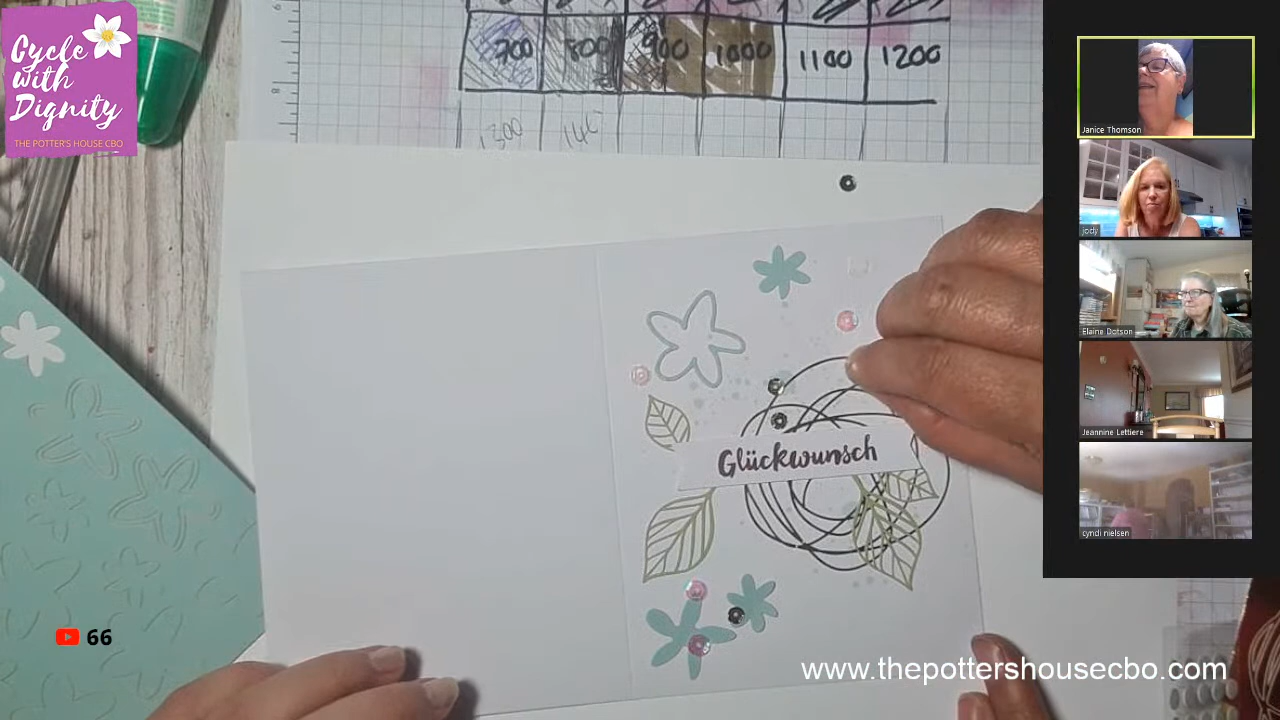 Cycle
with
Dignity
THE POTTER'S HOUSE CBO
700 800 900 1000 1100 1200
1300
Glückwunsch
66
www.thepottershousecbo.com
Janice Thomson
jody
Elaine Dotson
Jeannine Lettiere
cyndi nielsen